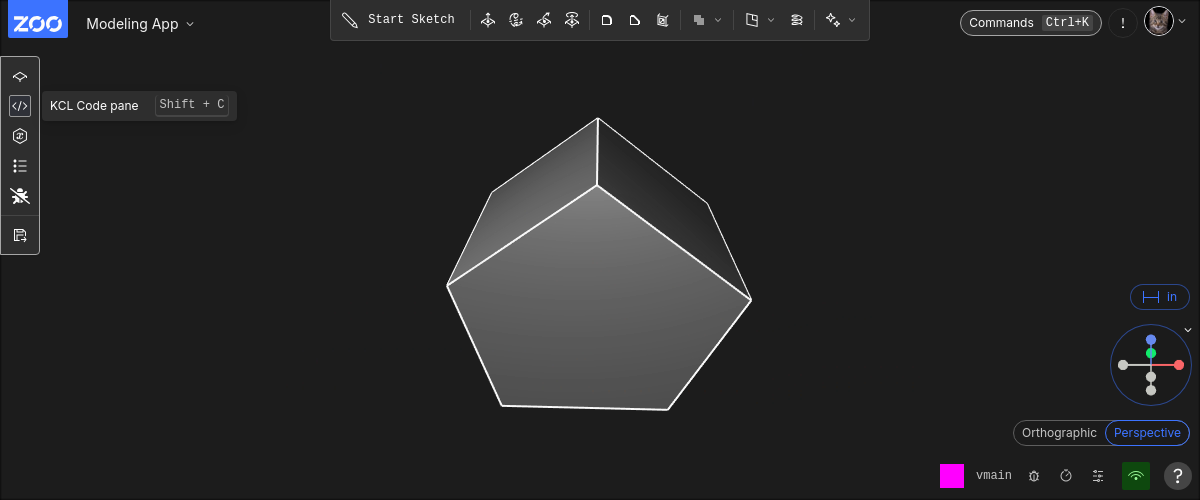 ZOO
Modeling App
Start Sketch
Commands Ctrl+K
!
KCL Code pane Shift + C
in
Orthographic Perspective
vmain
?